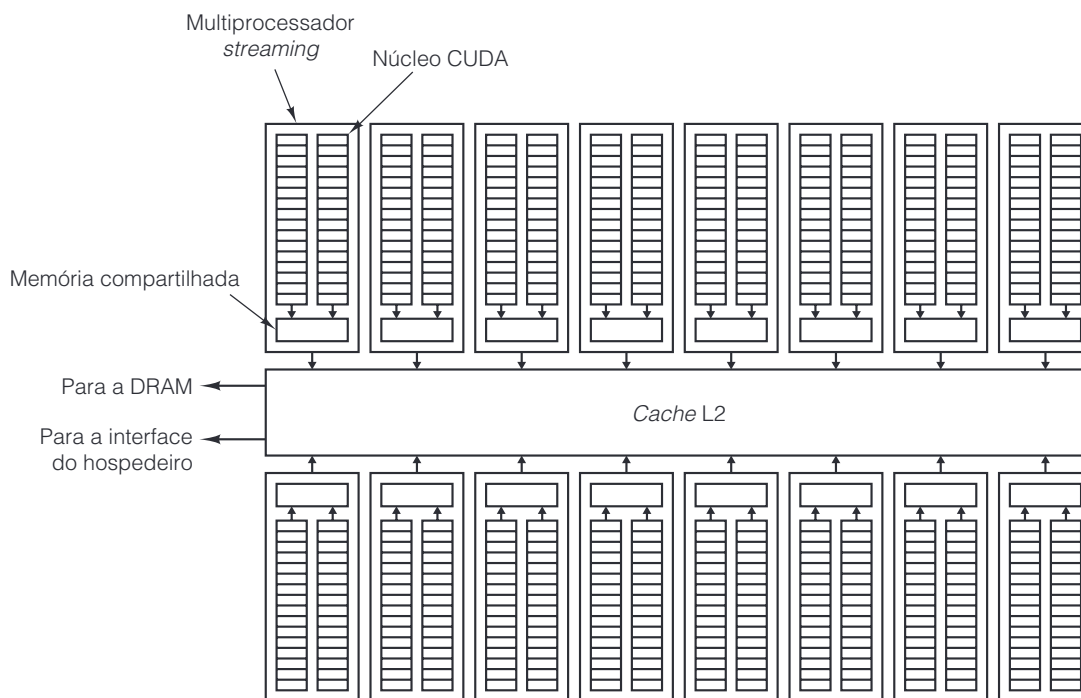 Multiprocessador
streaming
Núcleo CUDA
Memória compartilhada
Para a DRAM
Cache L2
Para a interface
do hospedeiro